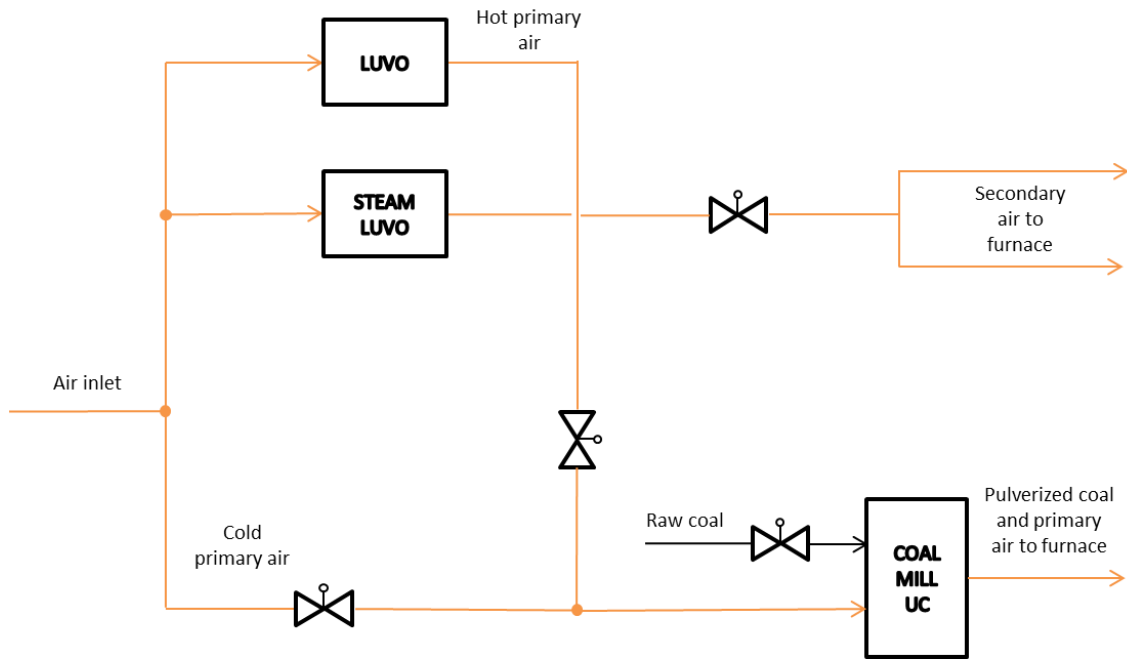 Hot primary
air
LUVO
STEAM
LUVO
Secondary
air to
furnace
Air inlet
Cold
primary air
Raw coal
COAL
MILL
UC
Pulverized coal
and primary
air to furnace